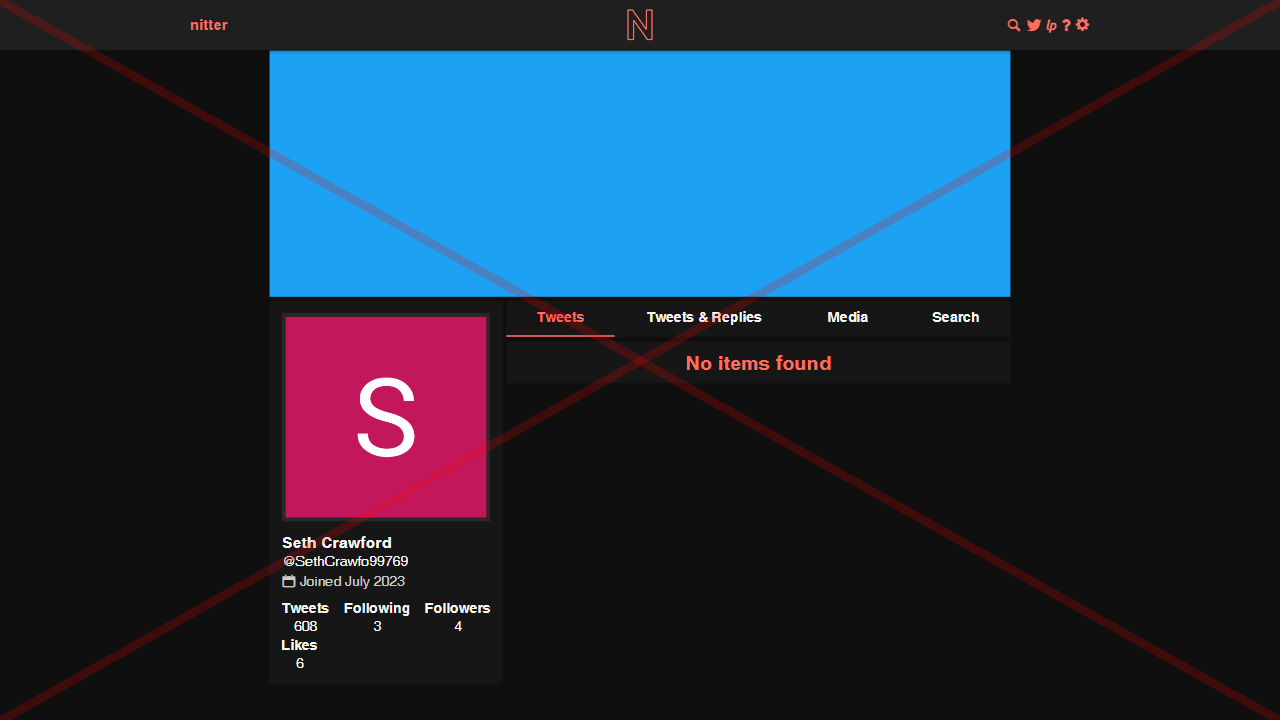 nitter
N
lp ?
Tweets Tweets & Replies Media Search
No items found
S
Seth Crawford
@SethCrawfo99769
Joined July 2023
Tweets Following Followers
608 3 4
Likes
6